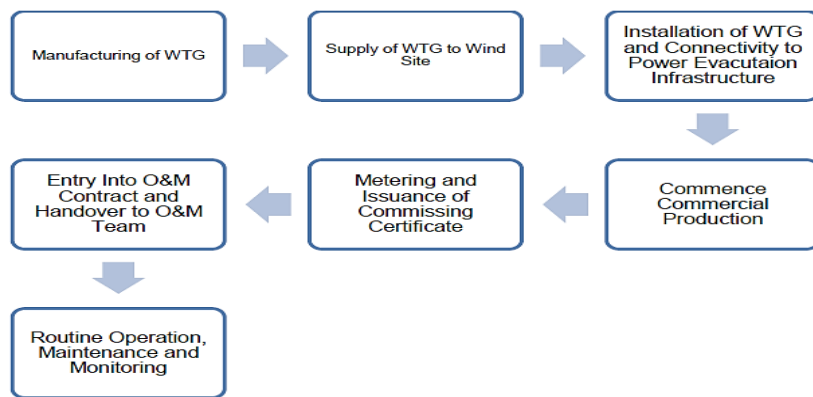 Manufacturing of WTG
Supply of WTG to Wind
Site
Installation of WTG
and Connectivity to
Power Evacutaion
Infrastructure
Commence
Commercial
Production
Metering and
Issuance of
Commissing
Certificate
Entry Into O&M
Contract and
Handover to O&M
Team
Routine Operation,
Maintenance and
Monitoring